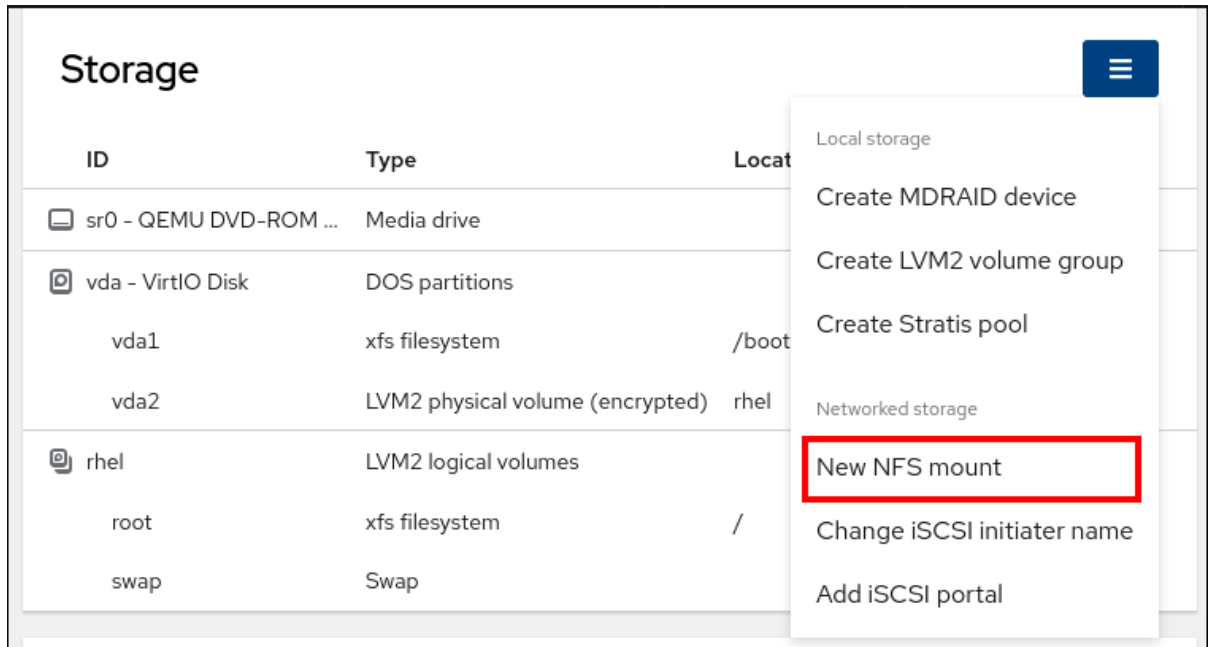 Storage
ID Type Locat
sr0 - QEMU DVD-ROM ... Media drive
vda - VirtIO Disk DOS partitions
vda1 xfs filesystem /boot
vda2 LVM2 physical volume (encrypted) rhel
rhel LVM2 logical volumes
root xfs filesystem /
swap Swap
Local storage
Create MDRAID device
Create LVM2 volume group
Create Stratis pool
Networked storage
New NFS mount
Change iSCSI initiater name
Add iSCSI portal